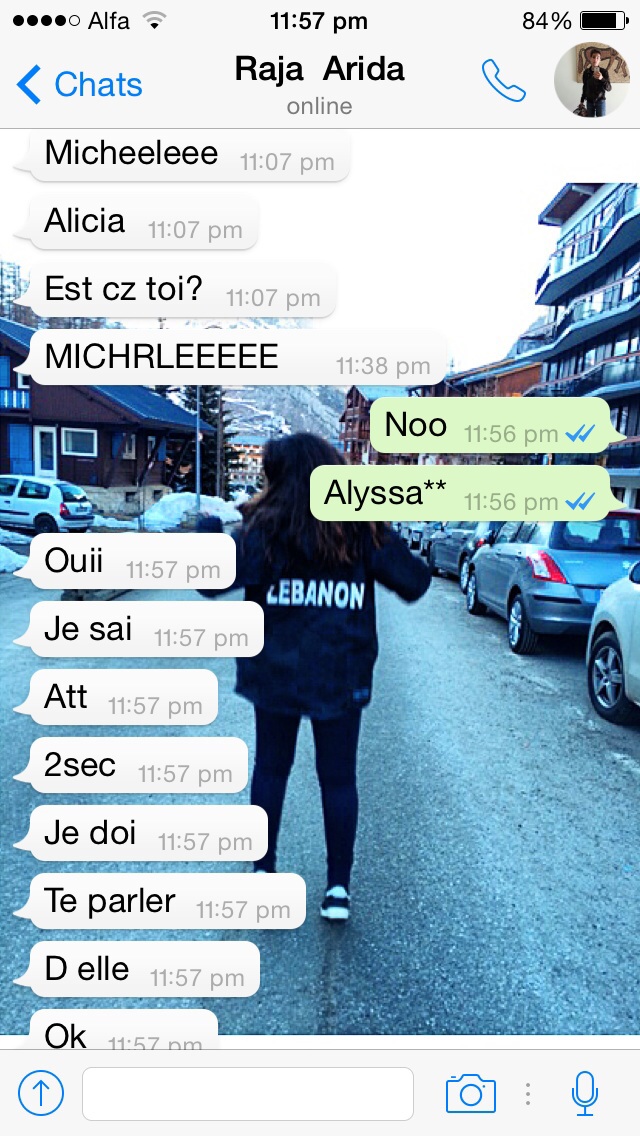 Alfa 11:57 pm 84%
Chats
Raja Arida
online
Micheeleee 11:07 pm
Alicia 11:07 pm
Est cz toi? 11:07 pm
MICHRLEEEEE 11:38 pm
Noo 11:56 pm
Alyssa** 11:56 pm
Ouii 11:57 pm
LEBANON
Je sai 11:57 pm
Att 11:57 pm
2sec 11:57 pm
Je doi 11:57 pm
Te parler 11:57 pm
D elle 11:57 pm
Ok 11:57 pm